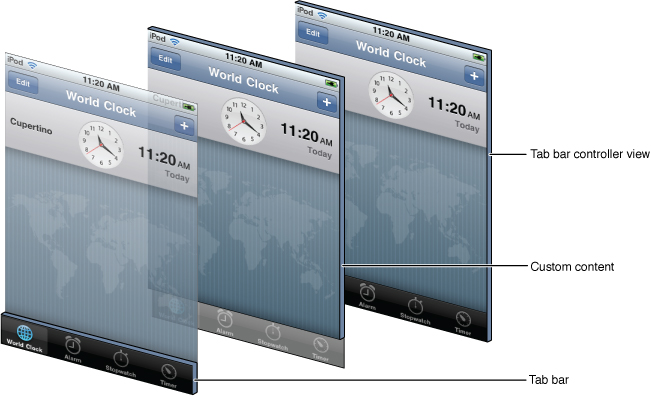 iPod
11:20 AM
Edit
World Clock
+
Cupertino
11:20 AM
Today
World Clock
Alarm
Stopwatch
Timer
iPod
11:20 AM
Edit
World Clock
+
Cupertino
11:20 AM
Today
Alarm
Stopwatch
Timer
iPod
11:20 AM
Edit
World Clock
+
11:20 AM
Today
Alarm
Stopwatch
Timer
Tab bar controller view
Custom content
Tab bar